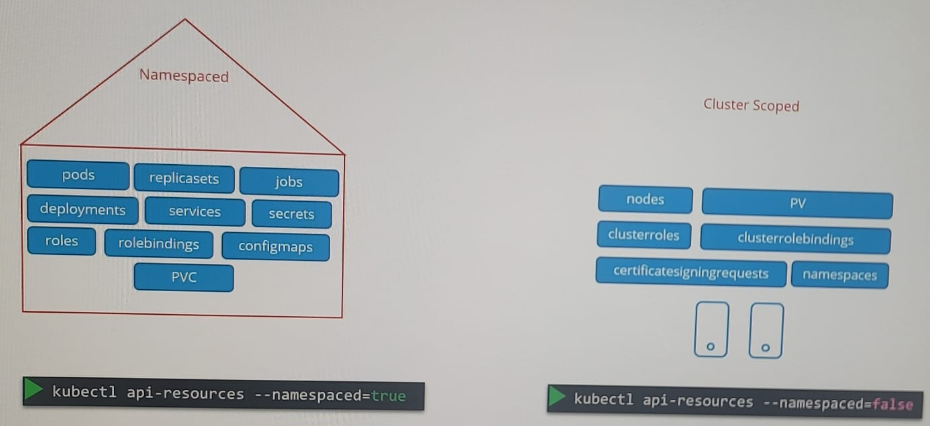 Namespaced
pods replicasets jobs
deployments services secrets
roles rolebindings configmaps
PVC
kubectl api-resources --namespaced=true
Cluster Scoped
nodes PV
clusterroles clusterrolebindings
certificatesigningrequests namespaces
kubectl api-resources --namespaced=false